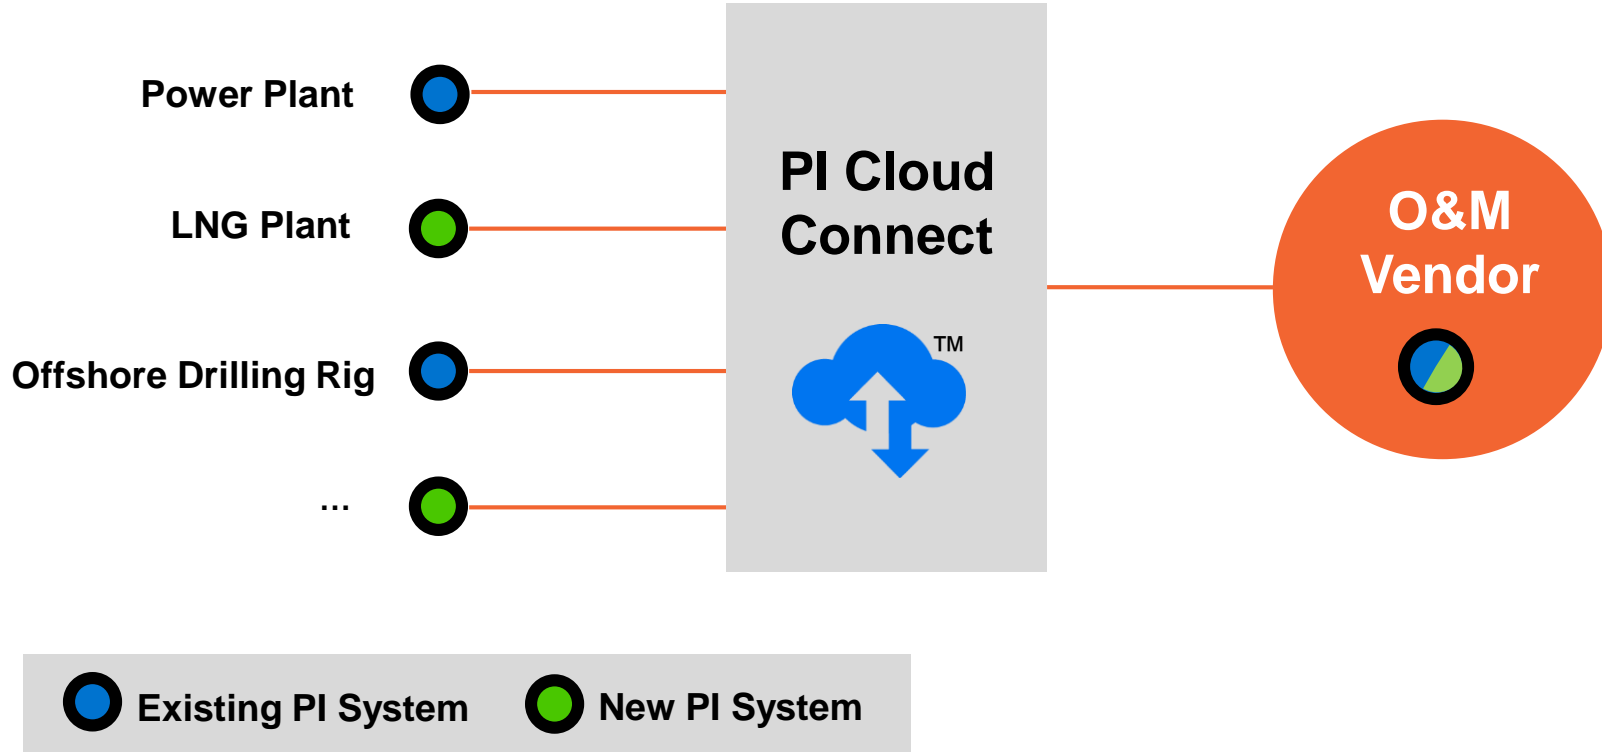 Power Plant
LNG Plant
Offshore Drilling Rig
...
PI Cloud
Connect
TM
O&M
Vendor
Existing PI System
New PI System